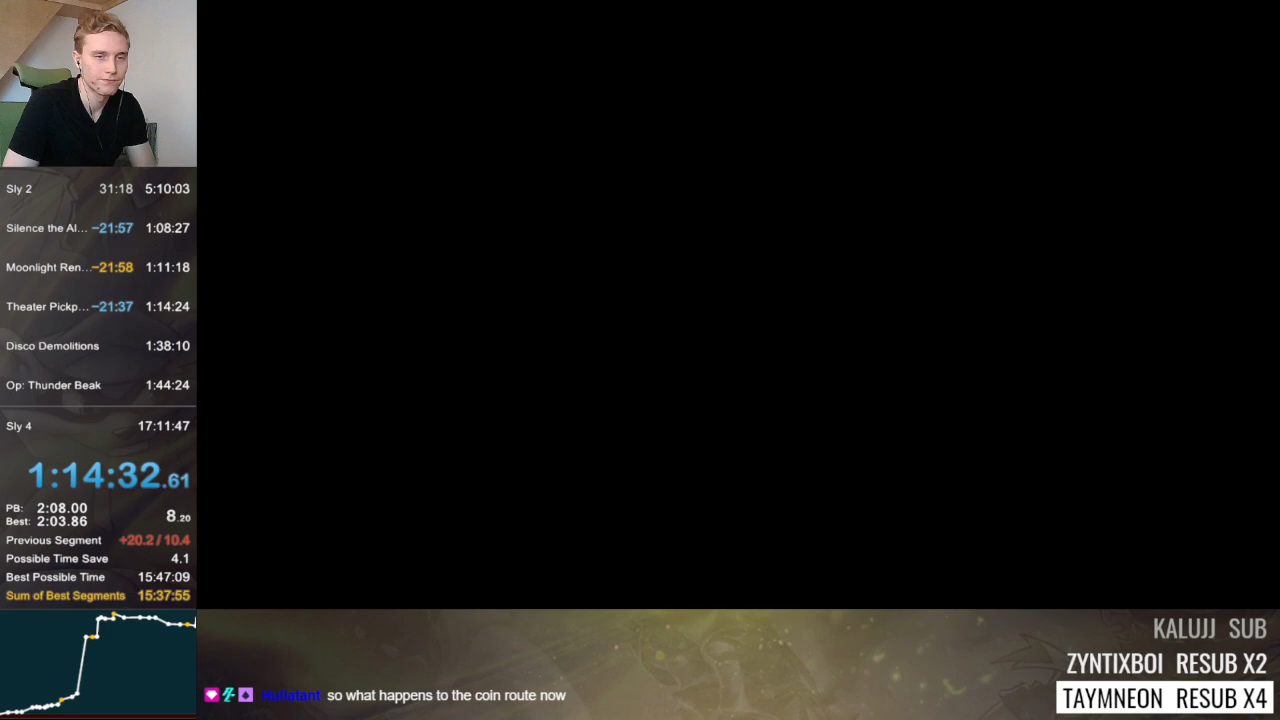 Sly 2 31:18 5:10:03
Silence the Al... -21:57 1:08:27
Moonlight Ren... -21:58 1:11:18
Theater Pickp... -21:37 1:14:24
Disco Demolitions 1:38:10
Op: Thunder Beak 1:44:24
Sly 4 17:11:47
1:14:32.61
PB: 2:08.00
Best: 2:03.86
8.20
Previous Segment +20.2 / 10.4
Possible Time Save 4.1
Best Possible Time 15:47:09
Sum of Best Segments 15:37:55
KALUJJ SUB
ZYNTIXBOI RESUB X2
TAYMNEON RESUB X4
Hullatant so what happens to the coin route now